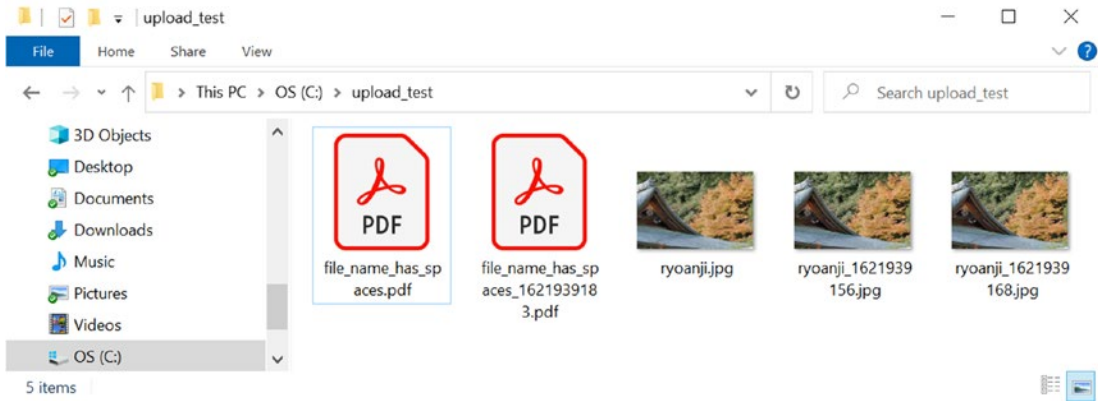 upload_test
File Home Share View
This PC > OS (C:) > upload_test
Search upload_test
3D Objects
Desktop
Documents
Downloads
Music
Pictures
Videos
OS (C:)
PDF
file_name_has_sp
aces.pdf
PDF
file_name_has_sp
aces_162193918
3.pdf
ryoanji.jpg
ryoanji_1621939
156.jpg
ryoanji_1621939
168.jpg
5 items